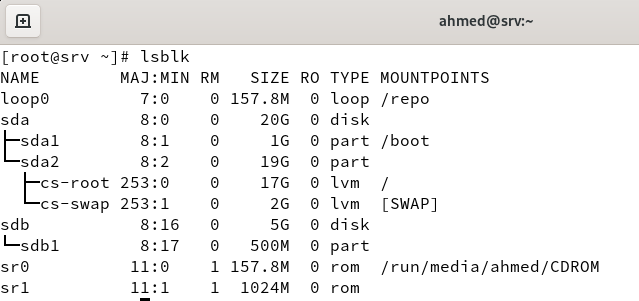 ahmed@srv:~
[root@srv ~]# lsblk
NAME        MAJ:MIN RM   SIZE RO TYPE MOUNTPOINTS
loop0         7:0    0 157.8M  0 loop /repo
sda           8:0    0    20G  0 disk
├─sda1        8:1    0     1G  0 part /boot
└─sda2        8:2    0    19G  0 part
  ├─cs-root 253:0    0    17G  0 lvm  /
  └─cs-swap 253:1    0     2G  0 lvm  [SWAP]
sdb           8:16   0     5G  0 disk
└─sdb1        8:17   0   500M  0 part
sr0          11:0    1 157.8M  0 rom  /run/media/ahmed/CDROM
sr1          11:1    1  1024M  0 rom